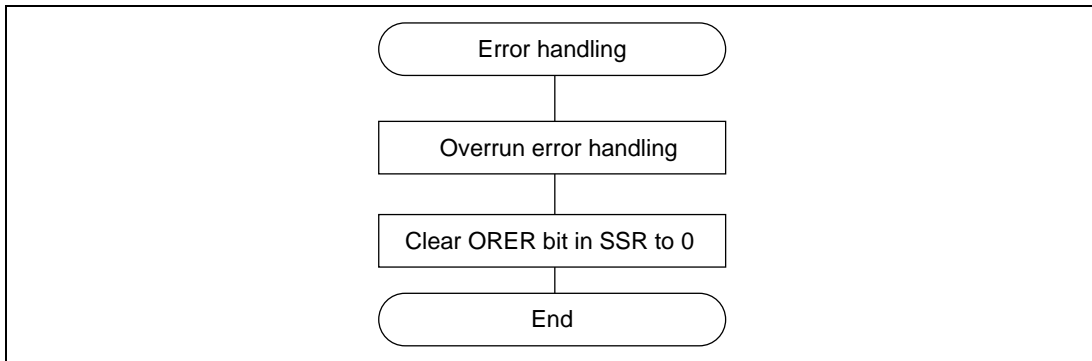 Error handling
Overrun error handling
Clear ORER bit in SSR to 0
End